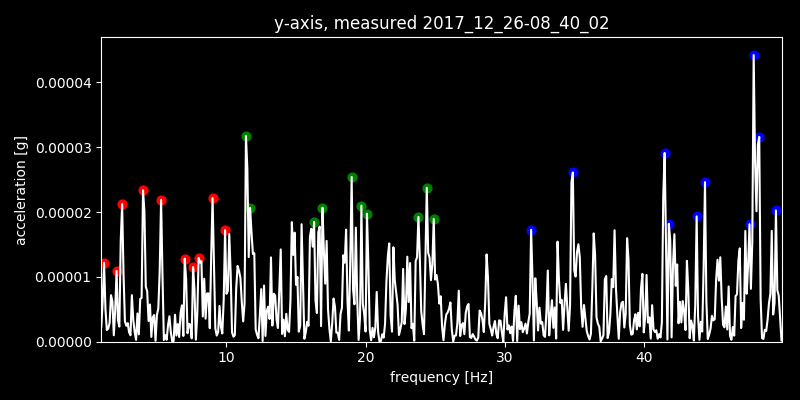 y-axis, measured 2017_12_26-08_40_02
acceleration [g]
0.00004
0.00003
0.00002
0.00001
0.00000
10 20 30 40
frequency [Hz]